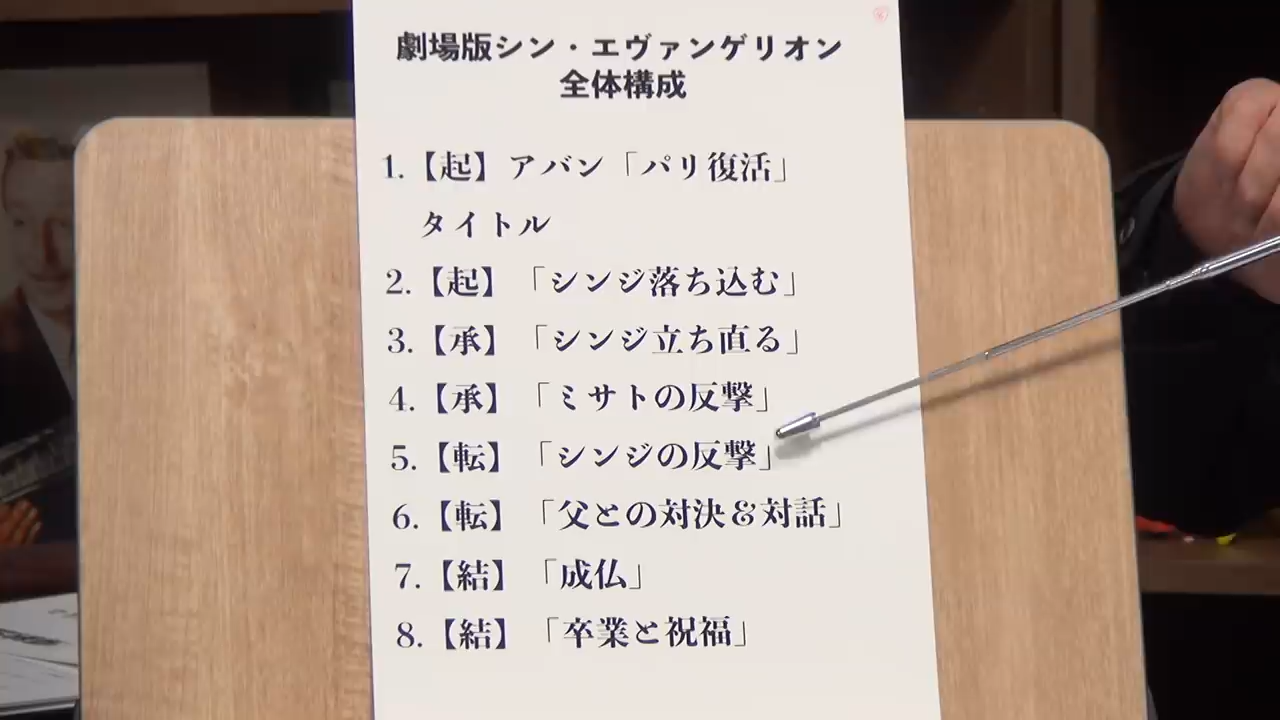 劇場版シン・エヴァンゲリオン
全体構成
1.【起】アバン「パリ復活」
タイトル
2.【起】「シンジ落ち込む」
3.【承】「シンジ立ち直る」
4.【承】「ミサトの反撃」
5.【転】「シンジの反撃」
6.【転】「父との対決&対話」
7.【結】「成仏」
8.【結】「卒業と祝福」